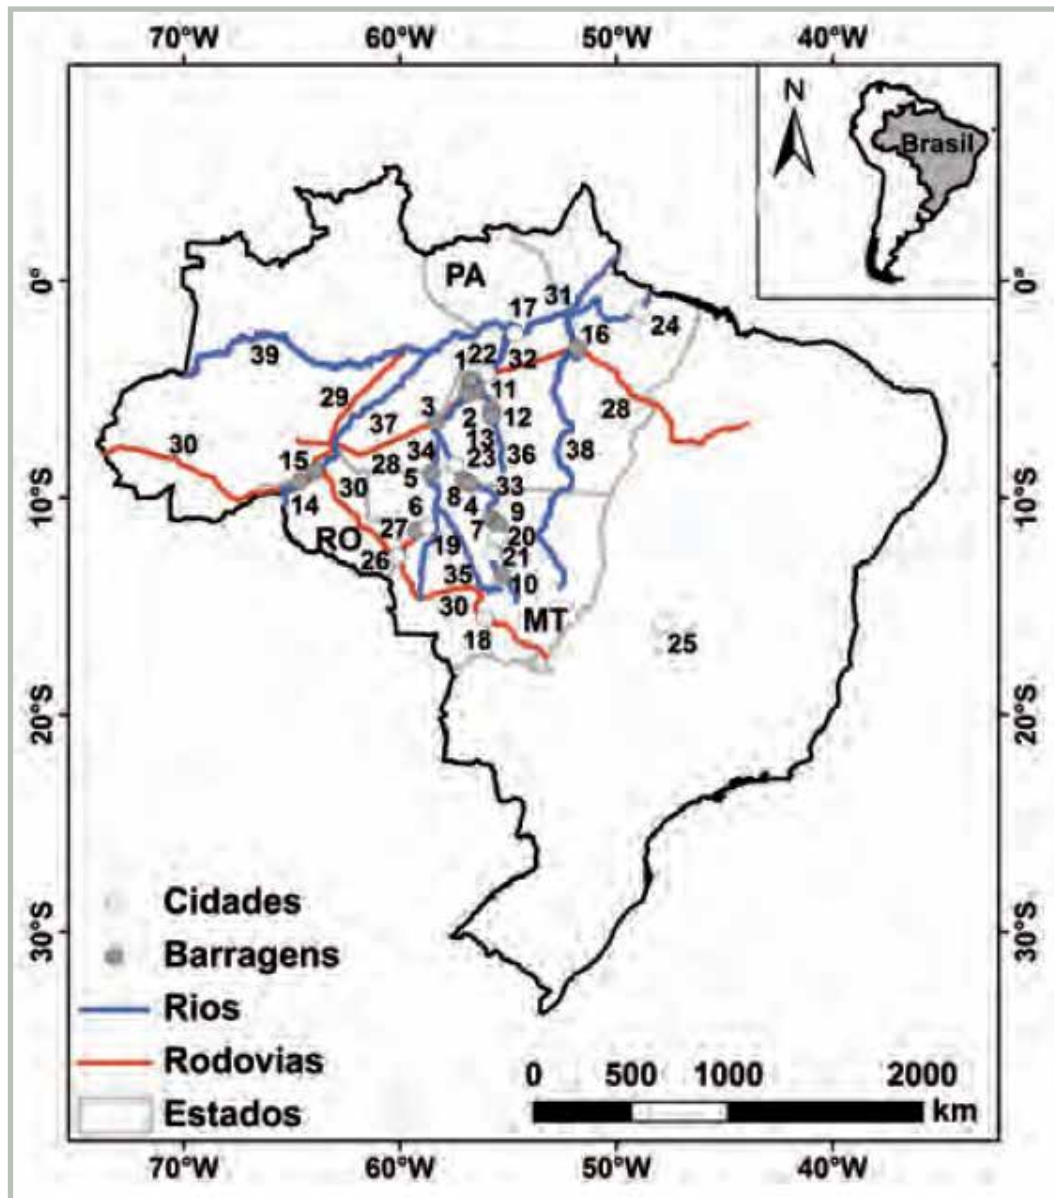 70°W 60°W 50°W 40°W
N
Brasil
0° PA 0°
31
17
16 24
39 22 32
1
11
29 3 2 12 28
37 13
30 34 23 36 38
15 28 5
10°S 14 30 8 4 33 10°S
6 9
27 7
RO 20
26 19 21
35 10
30 MT
18 25
20°S 20°S
Cidades
30°S Barragens 30°S
Rios
Rodovias 0 500 1000 2000
Estados km
70°W 60°W 50°W 40°W